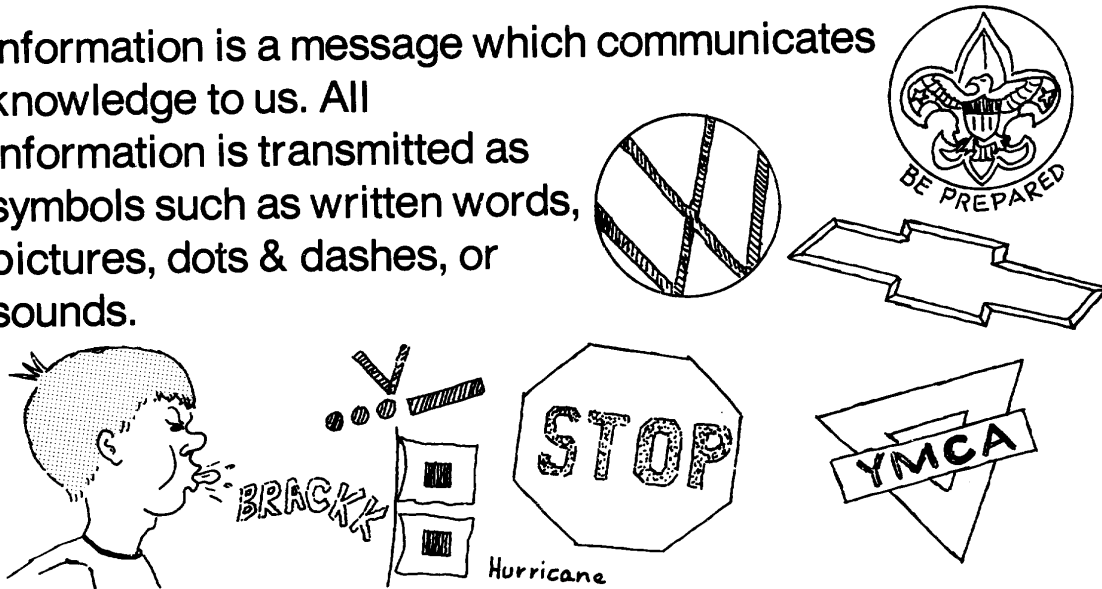 nformation is a message which communicates
knowledge to us. All
nformation is transmitted as
symbols such as written words,
pictures, dots & dashes, or
sounds.
BE PREPARED
BRACKK
STOP
YMCA
Hurricane